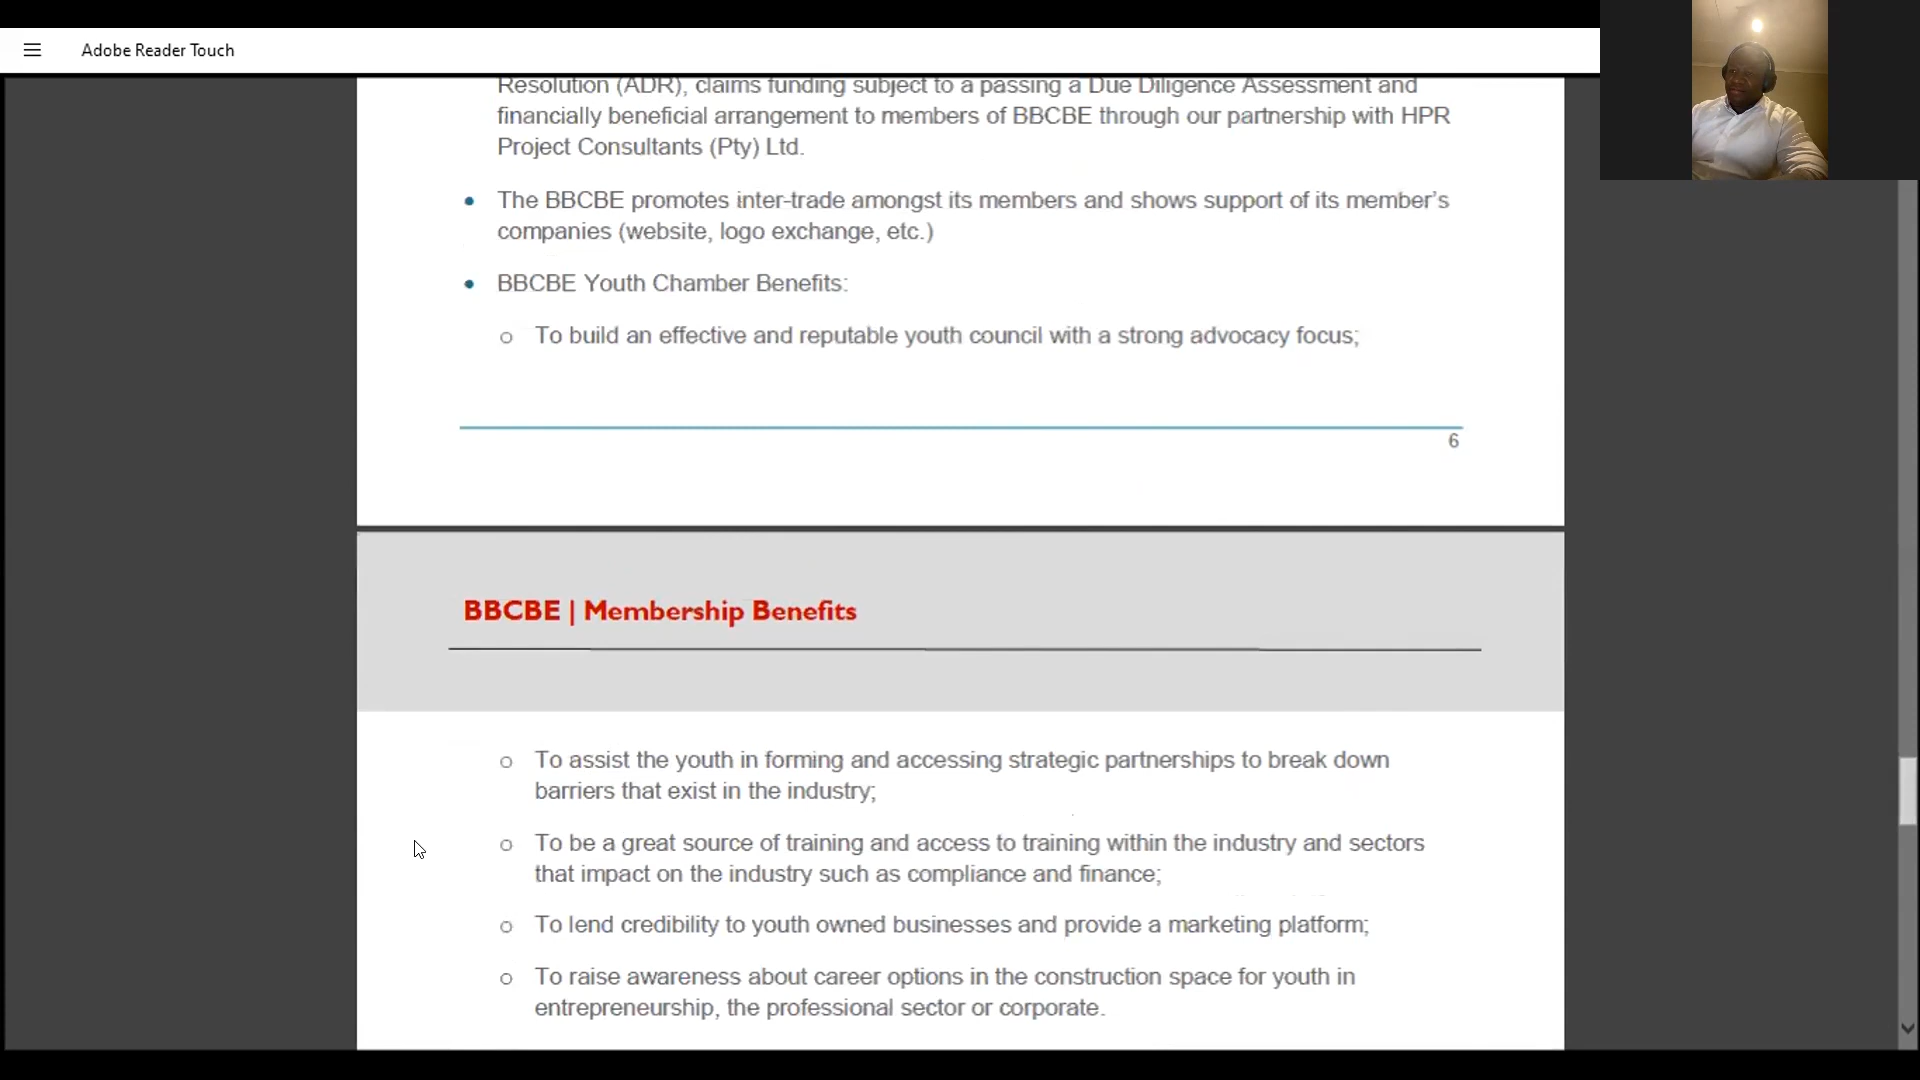 Adobe Reader Touch
Resolution (ADR), claims funding subject to a passing a Due Diligence Assessment and
financially beneficial arrangement to members of BBCBE through our partnership with HPR
Project Consultants (Pty) Ltd.
• The BBCBE promotes inter-trade amongst its members and shows support of its member's
companies (website, logo exchange, etc.)
• BBCBE Youth Chamber Benefits:
o To build an effective and reputable youth council with a strong advocacy focus;
6
BBCBE | Membership Benefits
o To assist the youth in forming and accessing strategic partnerships to break down
barriers that exist in the industry;
o To be a great source of training and access to training within the industry and sectors
that impact on the industry such as compliance and finance;
o To lend credibility to youth owned businesses and provide a marketing platform;
o To raise awareness about career options in the construction space for youth in
entrepreneurship, the professional sector or corporate.